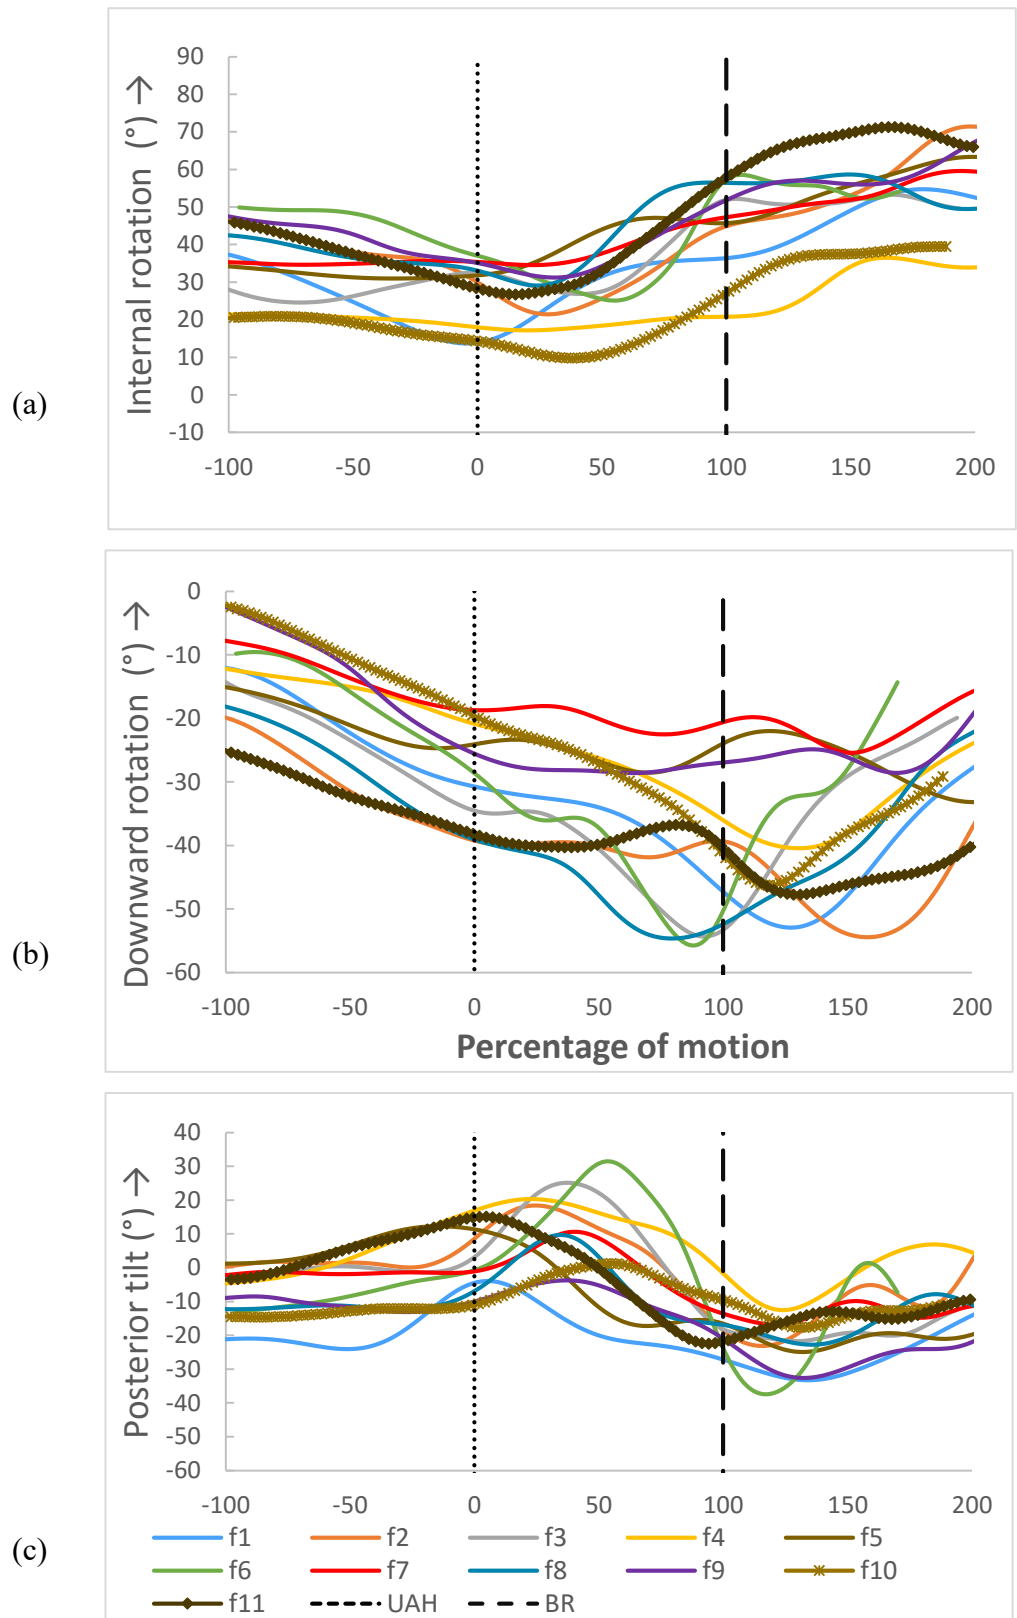 (a)
Internal rotation (°) →
90
80
70
60
50
40
30
20
10
0
-10
-100 -50 0 50 100 150 200
(b)
Downward rotation (°) →
0
-10
-20
-30
-40
-50
-60
-100 -50 0 50 100 150 200
Percentage of motion
(c)
Posterior tilt (°) →
40
30
20
10
0
-10
-20
-30
-40
-50
-60
-100 -50 0 50 100 150 200
f1 f2 f3 f4 f5
f6 f7 f8 f9 f10
f11 UAH BR